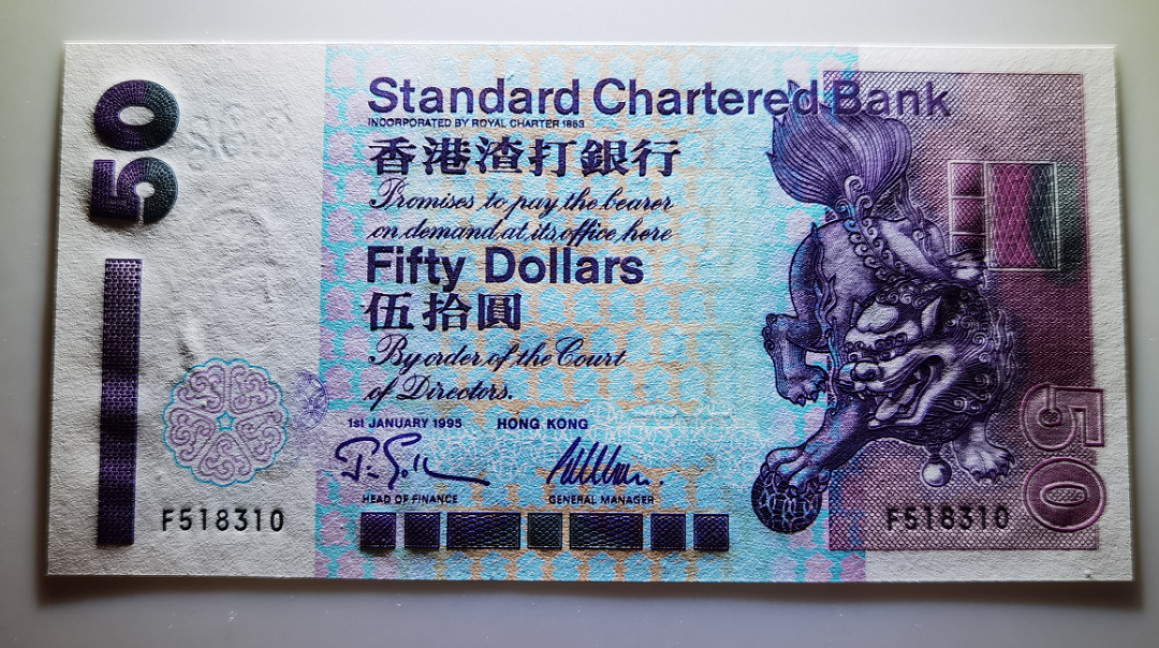 50
Standard Chartered Bank
INCORPORATED BY ROYAL CHARTER 1853
香港渣打銀行
Promises to pay the bearer
on demand at its office here
Fifty Dollars
伍拾圓
By order of the Court
of Directors.
1st JANUARY 1995 HONG KONG
HEAD OF FINANCE GENERAL MANAGER
F518310 F518310
50